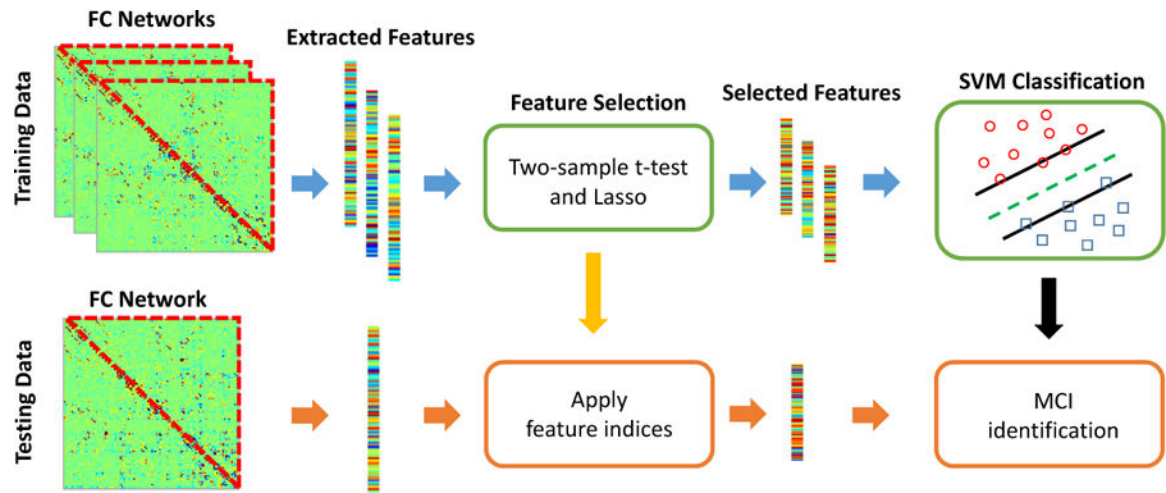 FC Networks
Extracted Features
Feature Selection
Selected Features
SVM Classification
Training Data
Two-sample t-test
and Lasso
FC Network
Testing Data
Apply
feature indices
MCI
identification